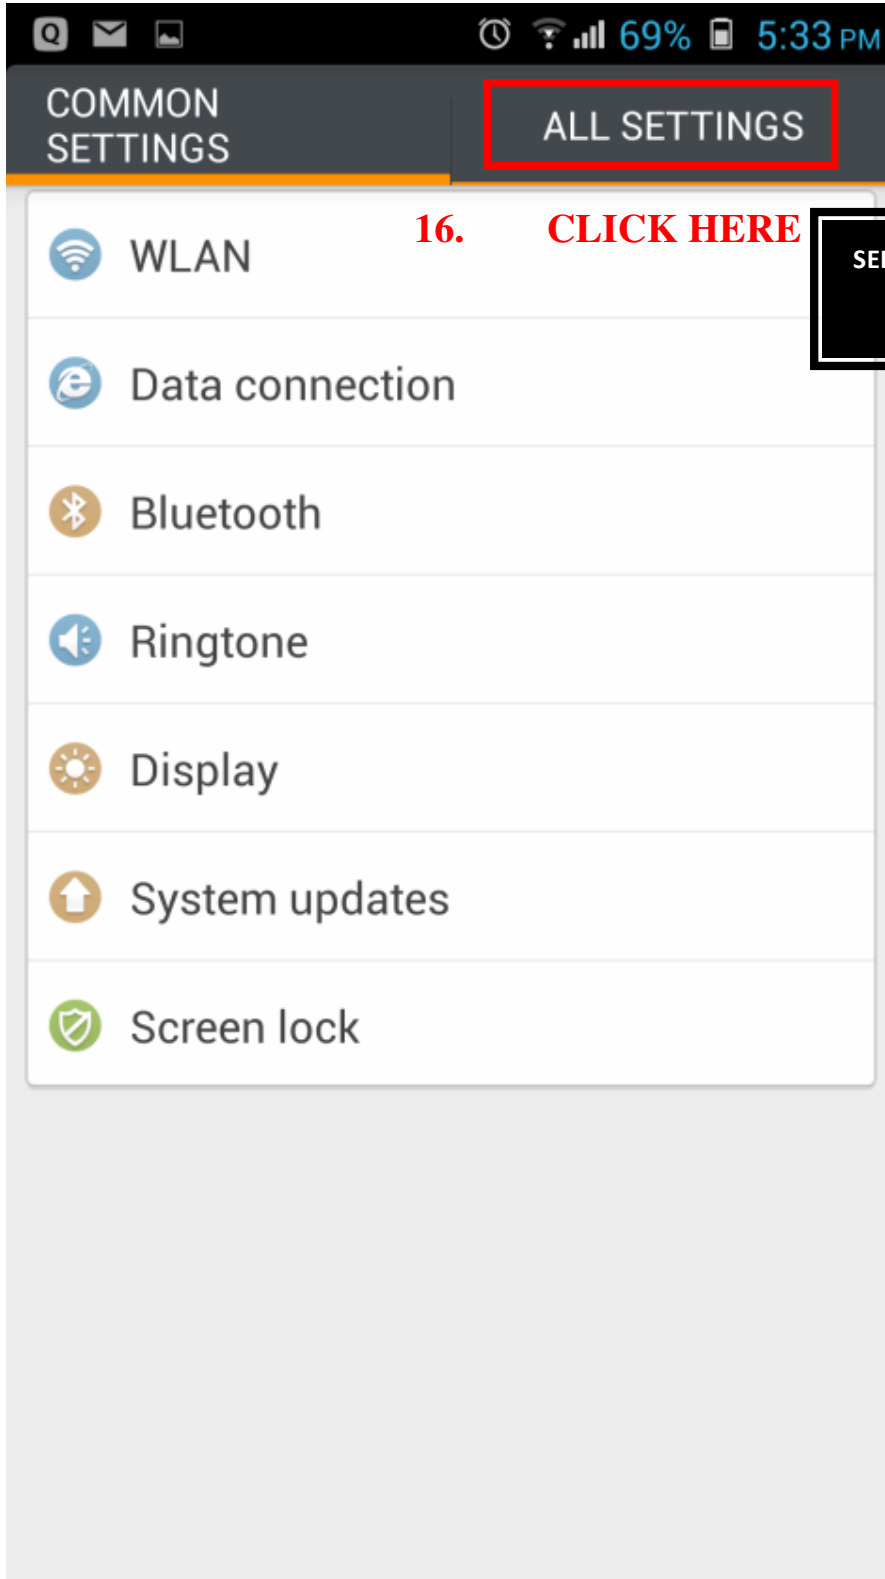 69% 5:33 PM
COMMON
SETTINGS
ALL SETTINGS
16. CLICK HERE
WLAN
Data connection
Bluetooth
Ringtone
Display
System updates
Screen lock